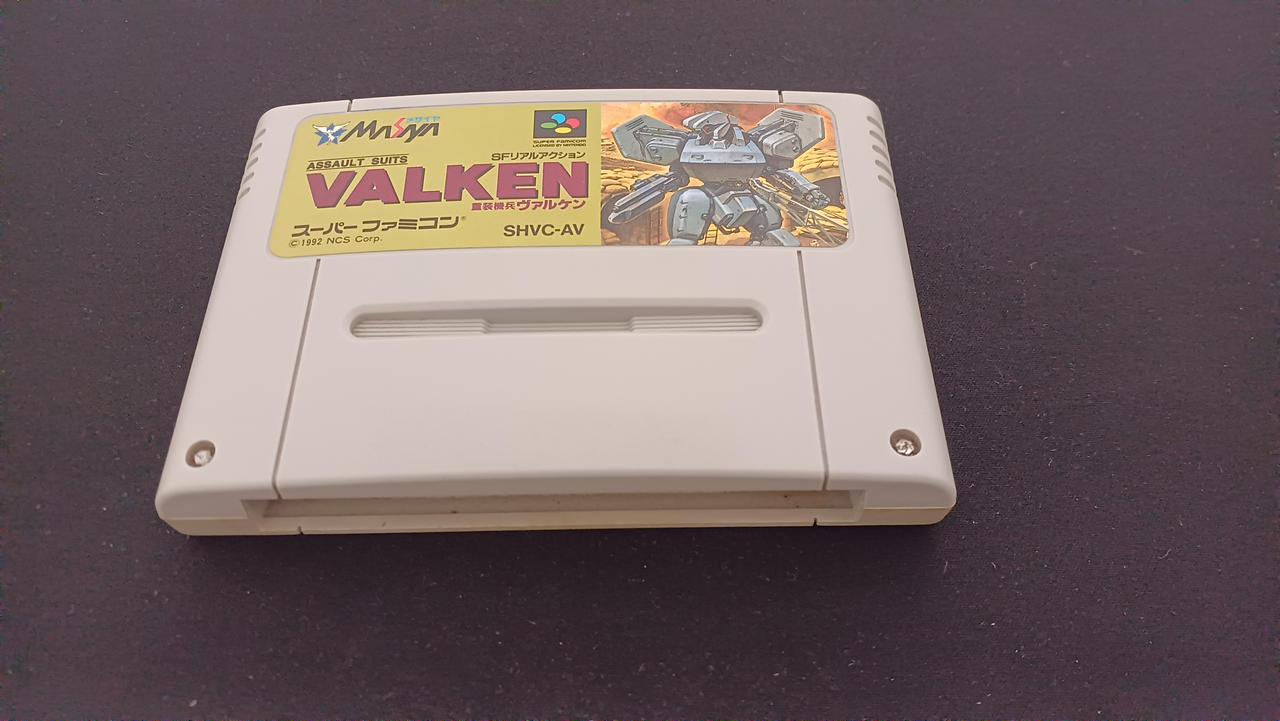 メサイヤ
MASAYA
SUPER FAMICOM
LICENSED BY NINTENDO
ASSAULT SUITS
SFリアルアクション
VALKEN
重装機兵ヴァルケン
スーパーファミコン®
SHVC-AV
©1992 NCS Corp.